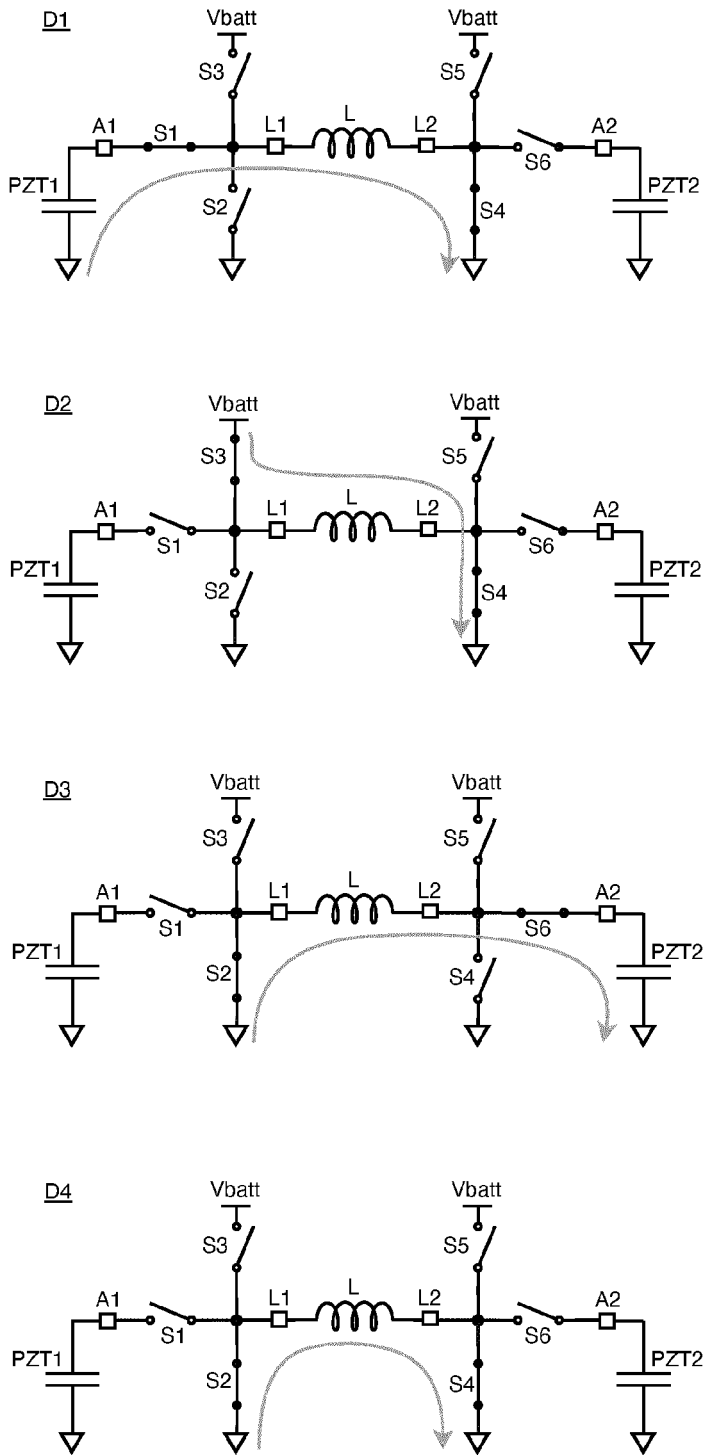 D1
Vbatt
Vbatt
S3
S5
A1
S1
L1
L
L2
S6
A2
PZT1
S2
S4
PZT2
D2
Vbatt
Vbatt
S3
S5
A1
S1
L1
L
L2
S6
A2
PZT1
S2
S4
PZT2
D3
Vbatt
Vbatt
S3
S5
A1
S1
L1
L
L2
S6
A2
PZT1
S2
S4
PZT2
D4
Vbatt
Vbatt
S3
S5
A1
S1
L1
L
L2
S6
A2
PZT1
S2
S4
PZT2